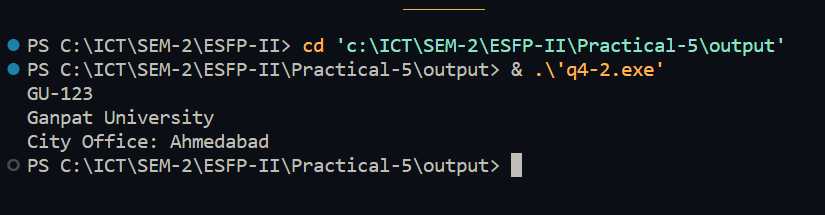 PS C:\ICT\SEM-2\ESFP-II> cd 'c:\ICT\SEM-2\ESFP-II\Practical-5\output'
PS C:\ICT\SEM-2\ESFP-II\Practical-5\output> & .\'q4-2.exe'
GU-123
Ganpat University
City Office: Ahmedabad
PS C:\ICT\SEM-2\ESFP-II\Practical-5\output>